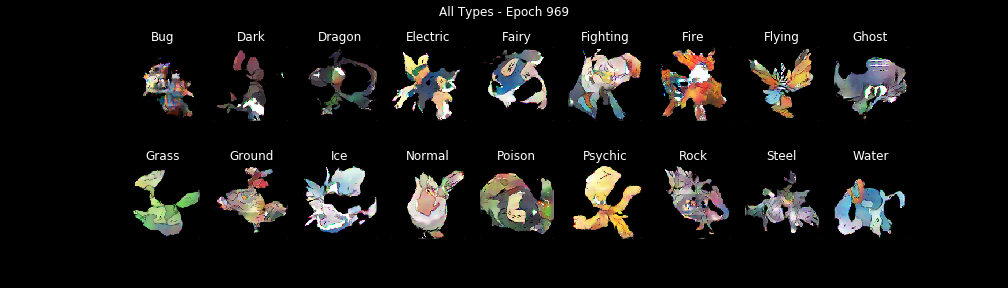 All Types - Epoch 969
Bug Dark Dragon Electric Fairy Fighting Fire Flying Ghost
Grass Ground Ice Normal Poison Psychic Rock Steel Water